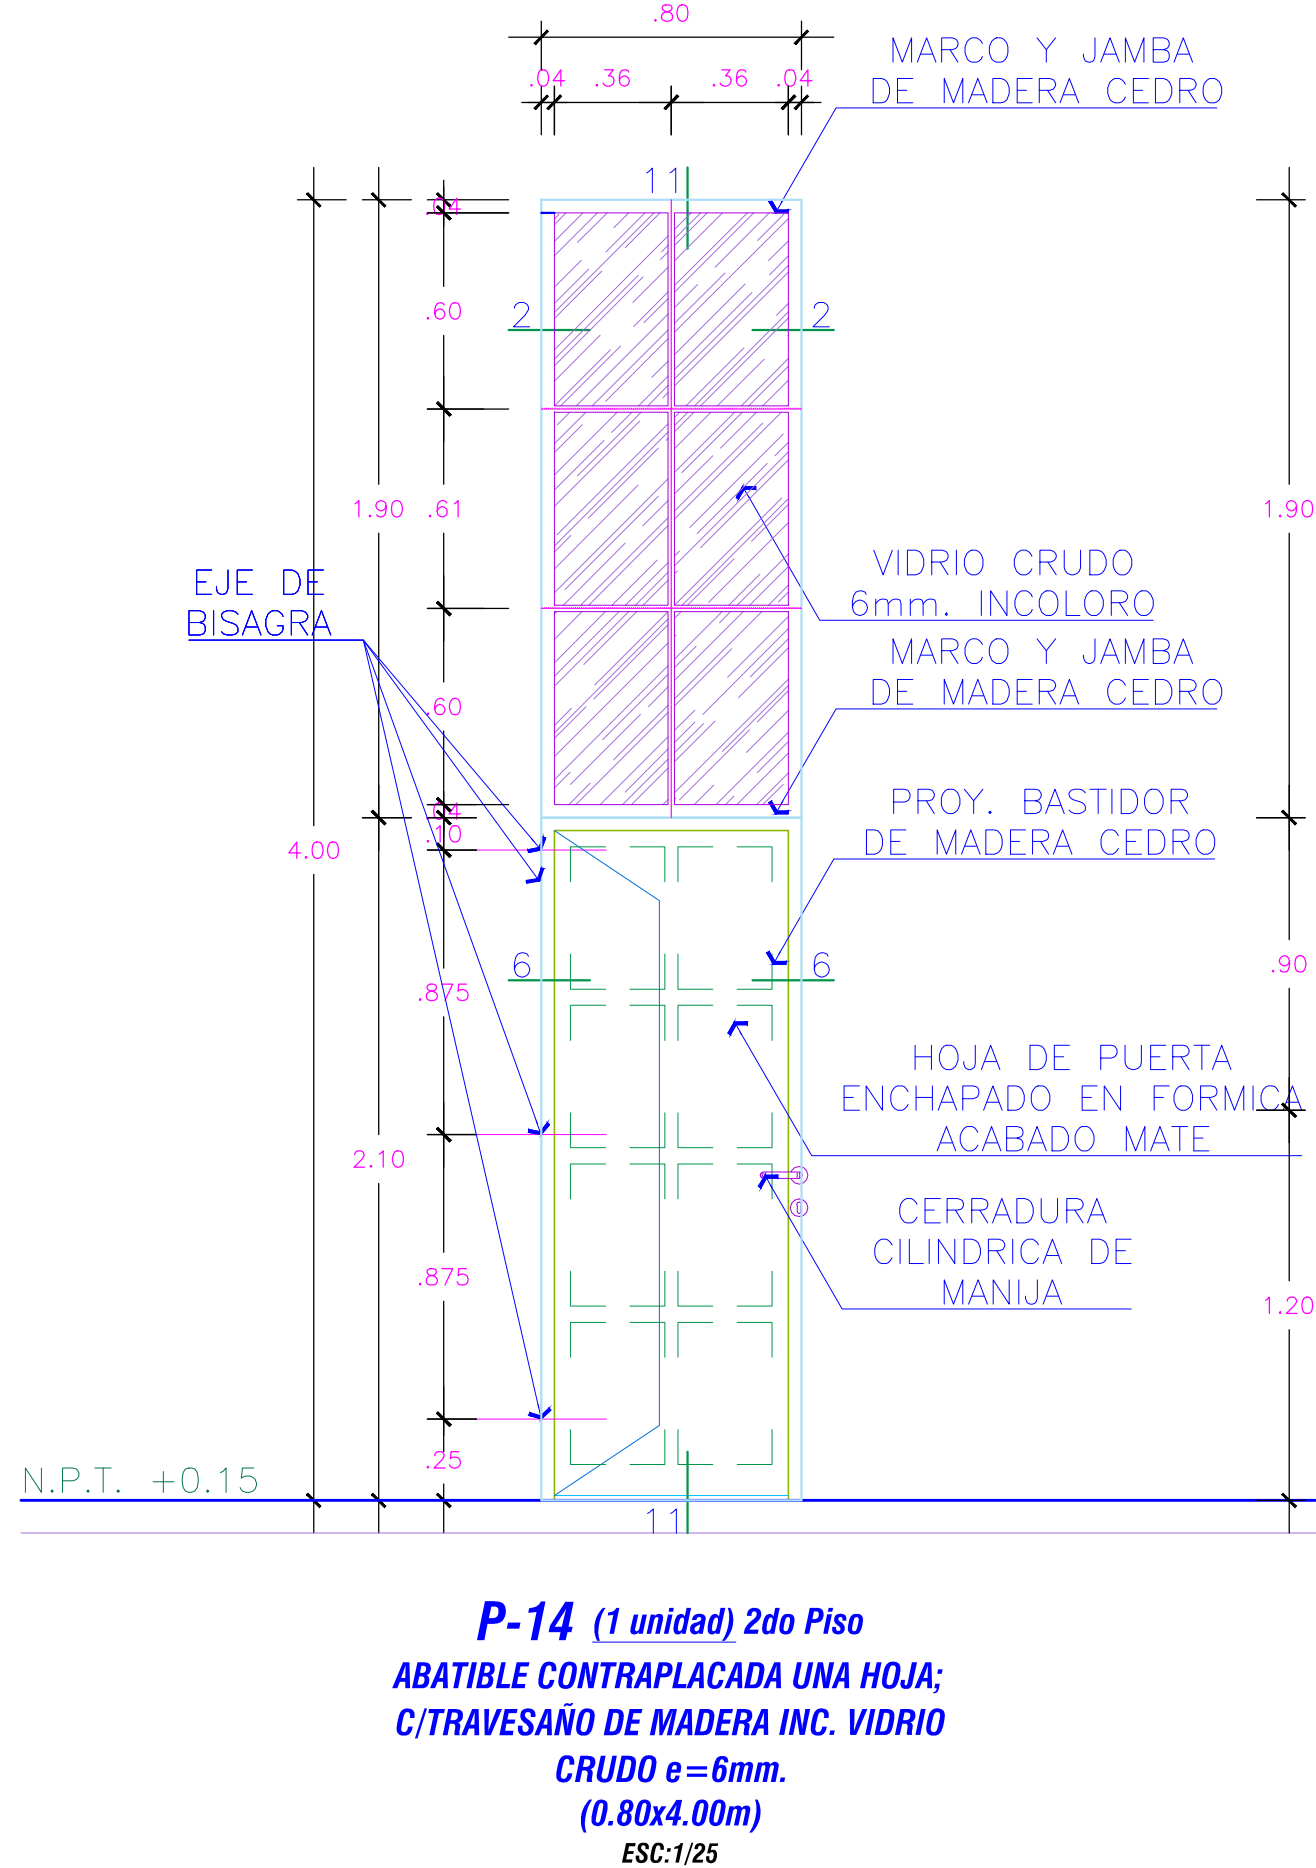 .80
.04 .36 .36 .04
MARCO Y JAMBA
DE MADERA CEDRO
11
.04
.60
2 2
1.90 .61 1.90
VIDRIO CRUDO
6mm. INCOLORO
EJE DE
BISAGRA
MARCO Y JAMBA
DE MADERA CEDRO
.60
.04
.10
4.00
PROY. BASTIDOR
DE MADERA CEDRO
6 6
.90
.875
HOJA DE PUERTA
ENCHAPADO EN FORMICA
ACABADO MATE
2.10
CERRADURA
CILINDRICA DE
MANIJA
.875
1.20
.25
N.P.T. +0.15
11
P-14 (1 unidad) 2do Piso
ABATIBLE CONTRAPLACADA UNA HOJA;
C/TRAVESAÑO DE MADERA INC. VIDRIO
CRUDO e=6mm.
(0.80x4.00m)
ESC:1/25